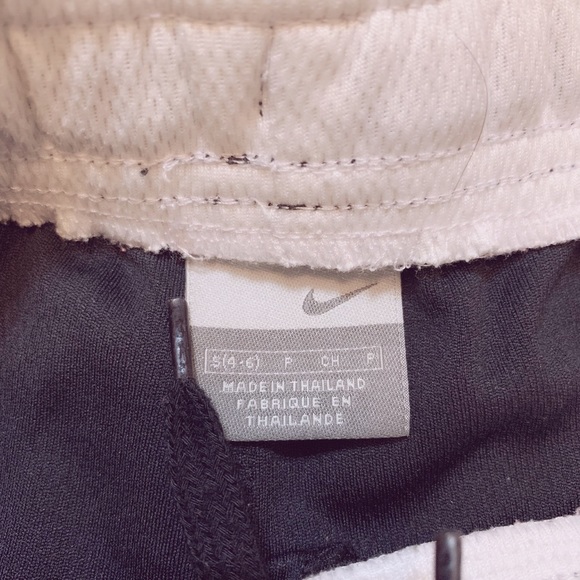 S(4-6) P CH P
MADE IN THAILAND
FABRIQUE EN
THAILANDE